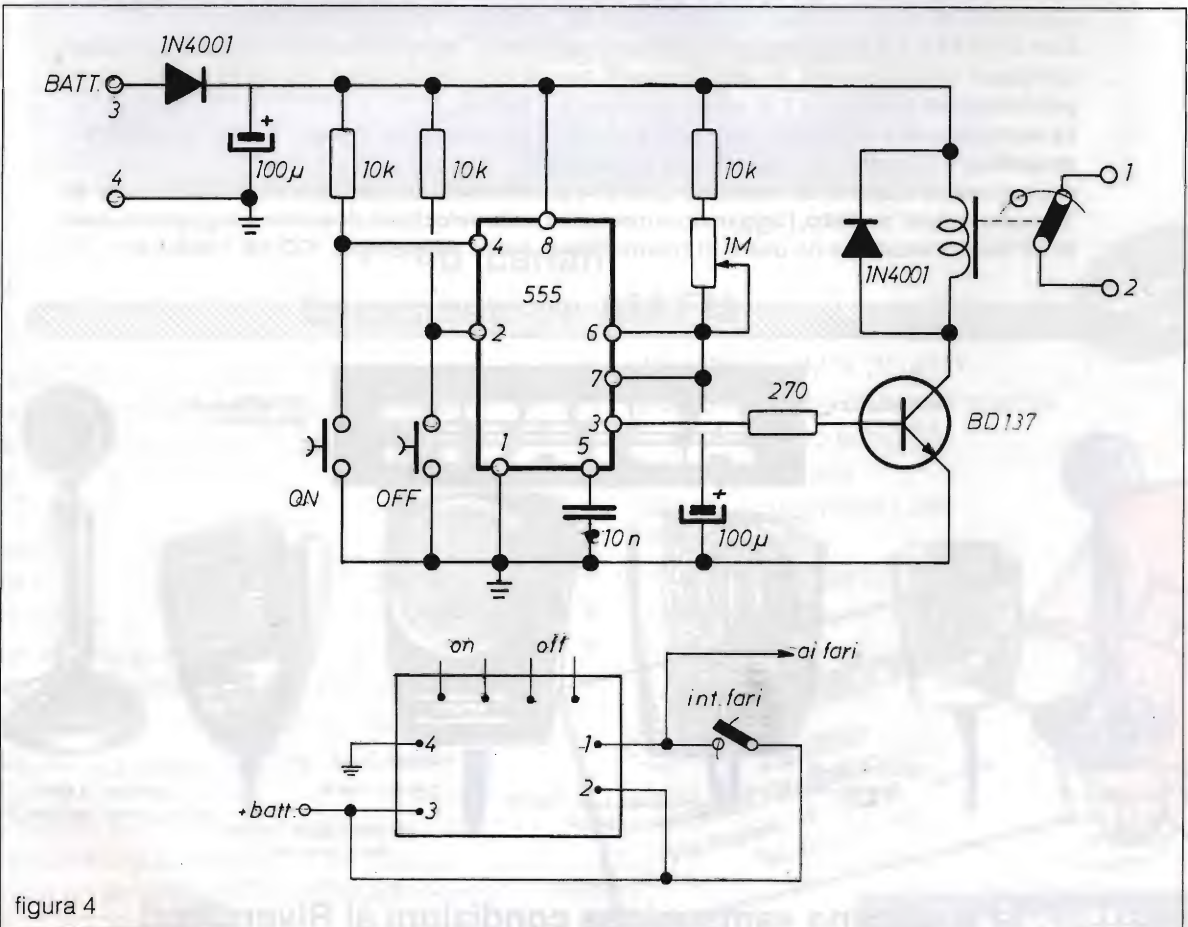 1N4001
BATT.
3
+
100µ
10k
10k
10k
4
4
8
1M
1
555
1N4001
2
2
6
7
3
270
BD137
1
5
ON
OFF
10n
+
100µ
on
off
ai fari
int. fari
4
1
2
+batt.
3
figura 4